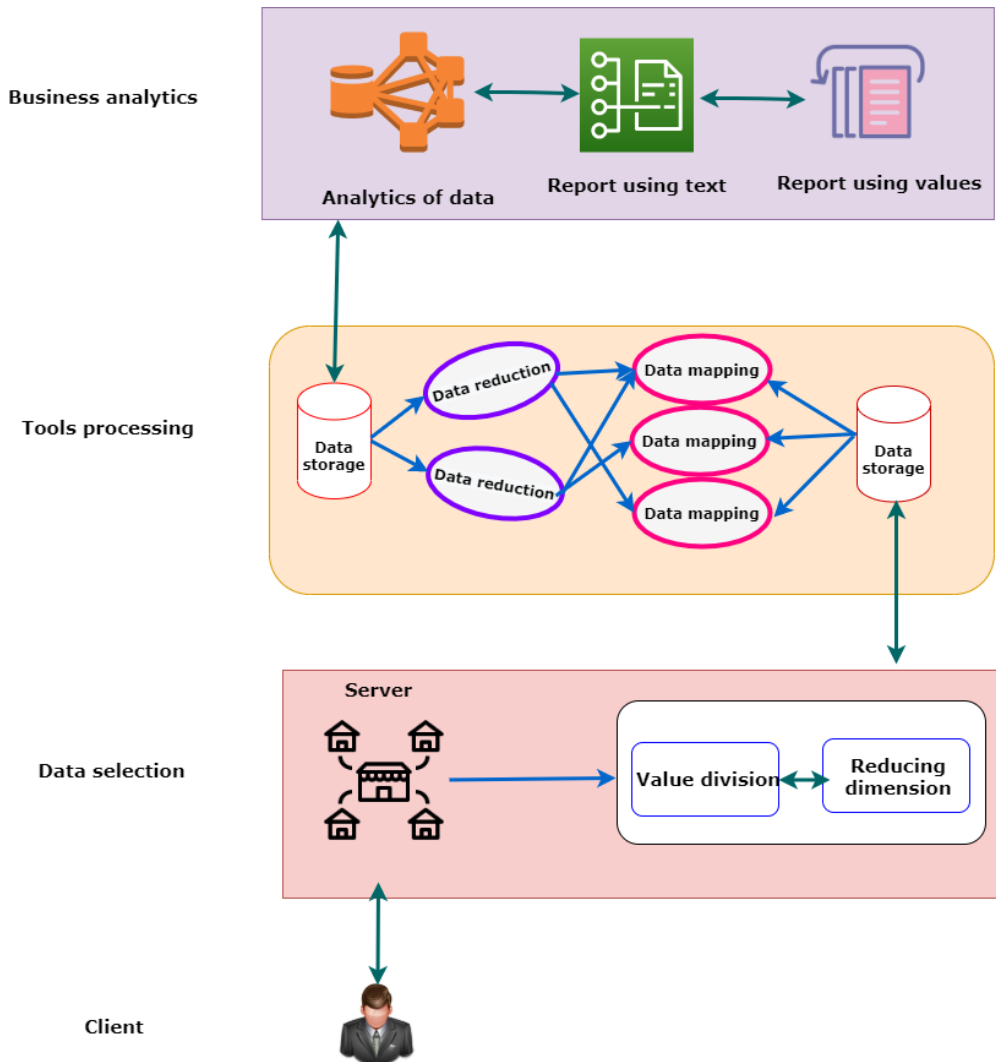 Business analytics
Analytics of data
Report using text
Report using values
Tools processing
Data
storage
Data reduction
Data reduction
Data mapping
Data mapping
Data mapping
Data
storage
Data selection
Server
Value division
Reducing
dimension
Client